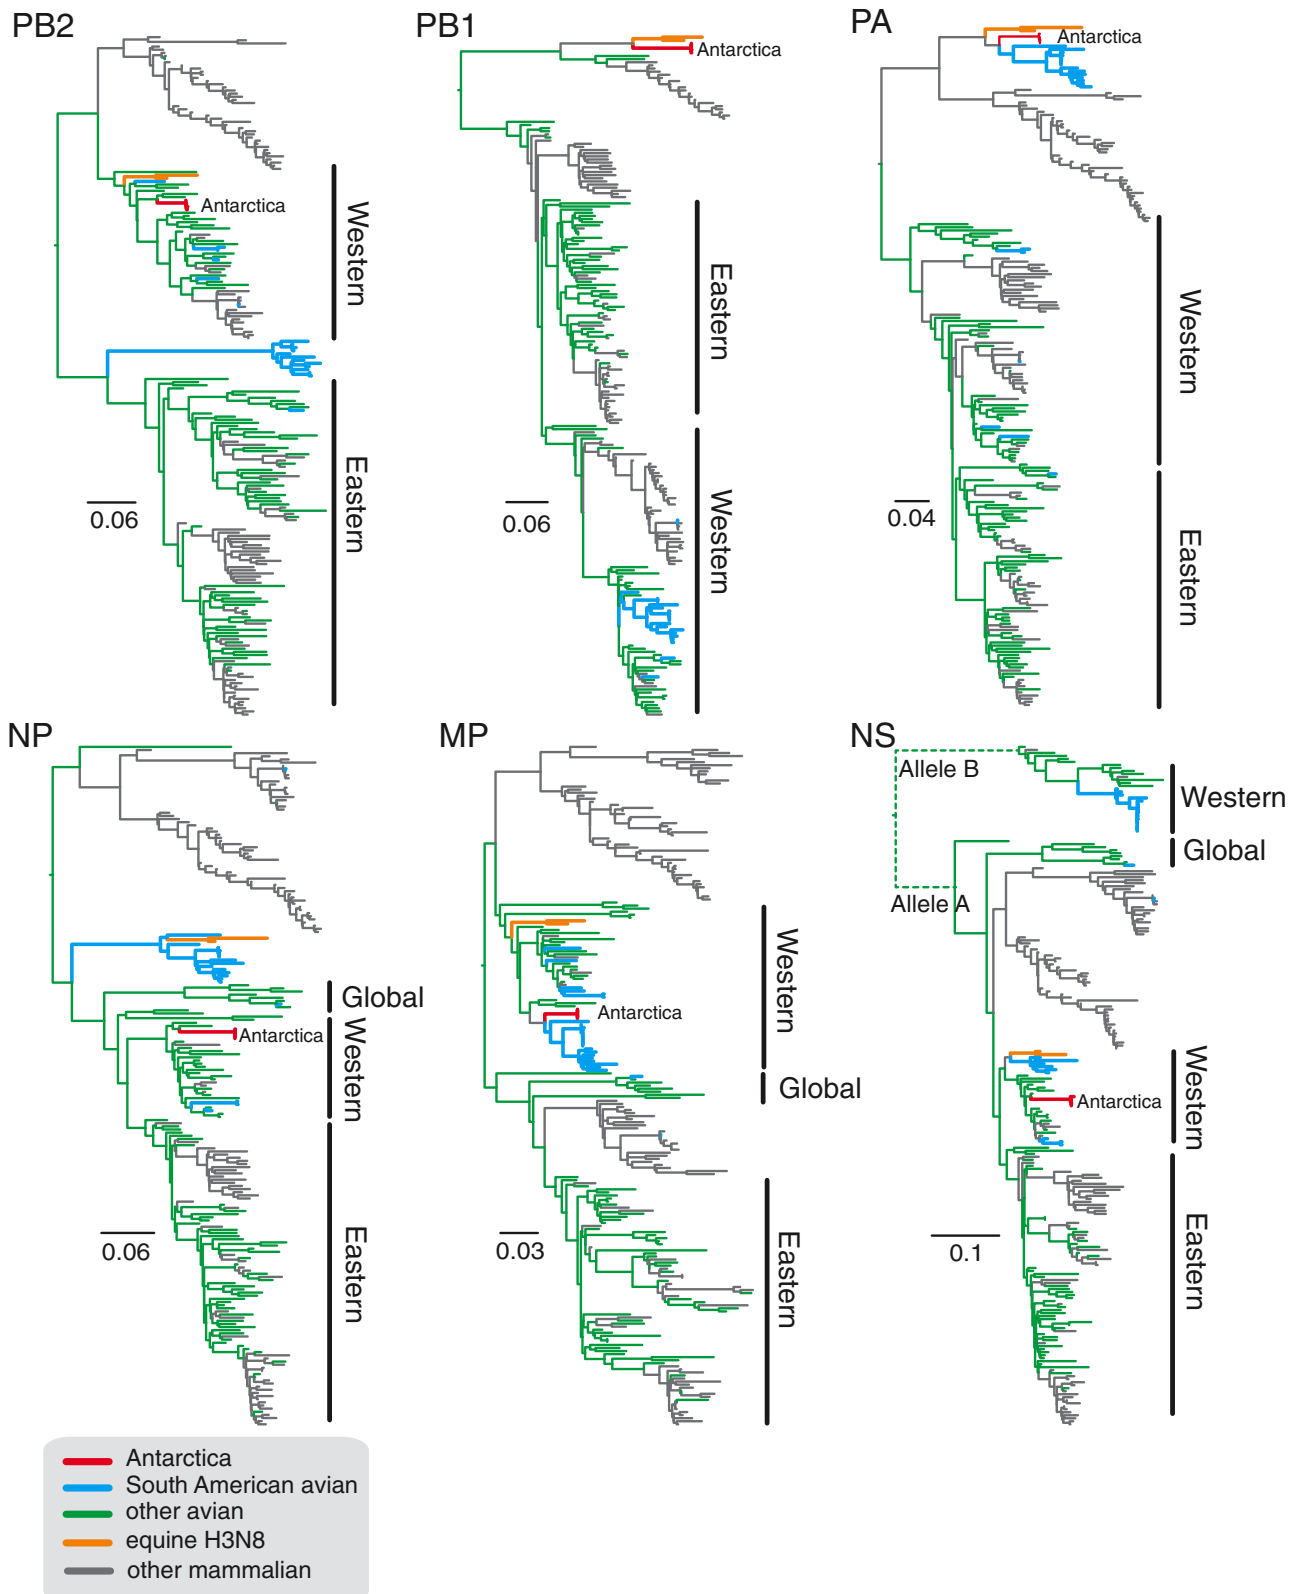 PB2
PB1
PA
Antarctica
Antarctica
Antarctica
Western
Eastern
Western
Eastern
Western
Eastern
0.06
0.06
0.04
NP
MP
NS
Allele B
Western
Global
Allele A
Global
Western
Antarctica
Western
Antarctica
Global
Western
Antarctica
Eastern
Eastern
Eastern
0.06
0.03
0.1
Antarctica
South American avian
other avian
equine H3N8
other mammalian